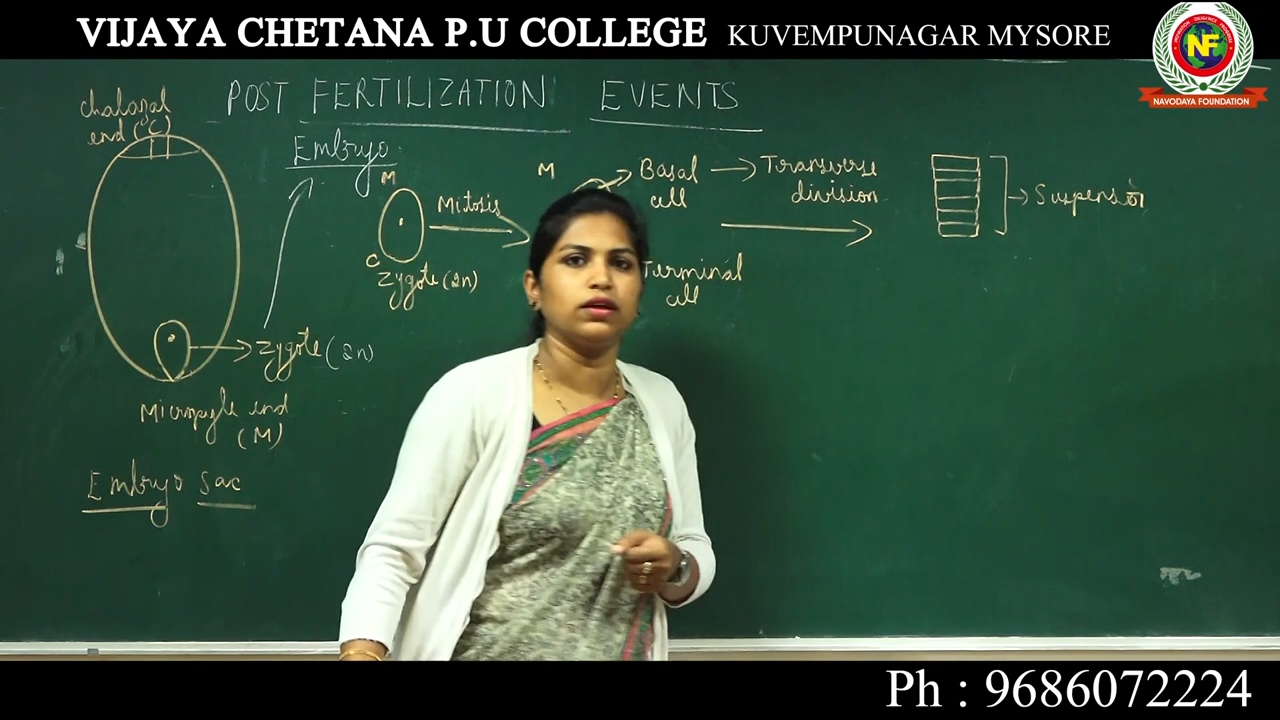 VIJAYA CHETANA P.U COLLEGE KUVEMPUNAGAR MYSORE
NF
NAVODAYA FOUNDATION
POST FERTILIZATION EVENTS
chalazal
end (C)
Embryo
M
Mitosis
C
Zygote (2n)
M
Basal
cell
Transverse
division
Suspensor
Terminal
cell
Zygote (2n)
Micropyle end
(M)
Embryo Sac
Ph : 9686072224